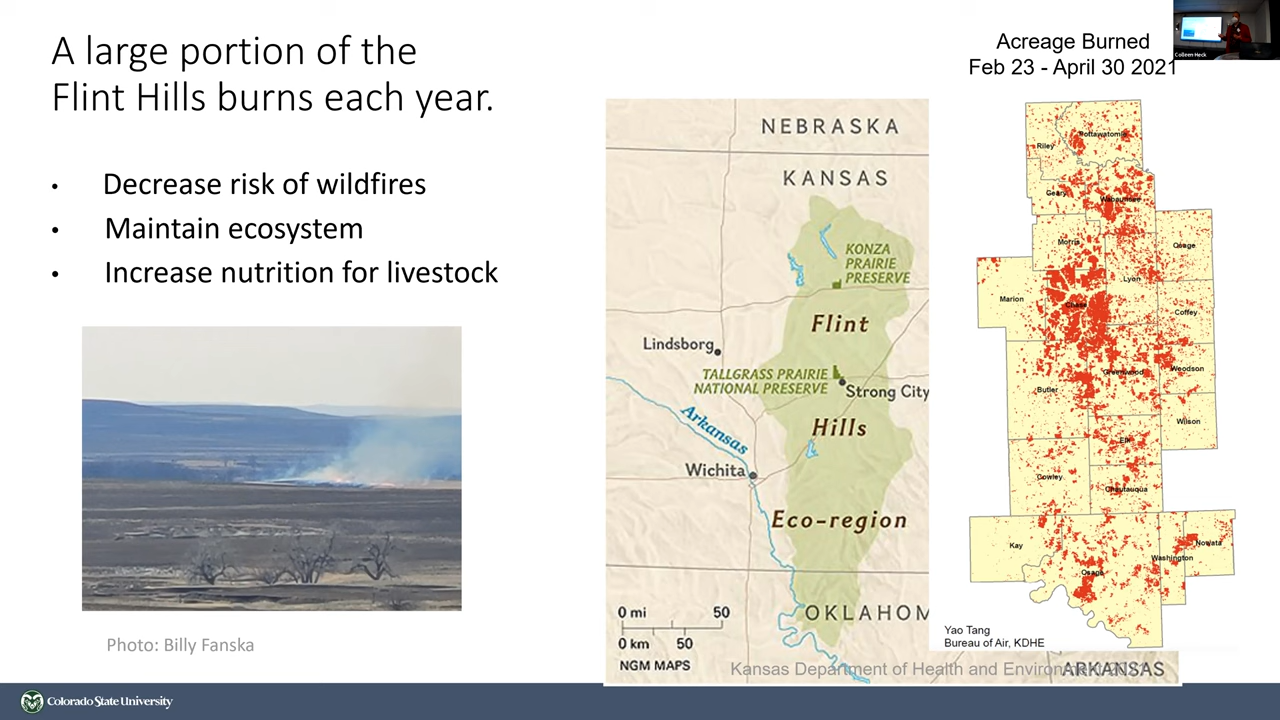 A large portion of the
Flint Hills burns each year.
• Decrease risk of wildfires
• Maintain ecosystem
• Increase nutrition for livestock
Photo: Billy Fanska
NEBRASKA
KANSAS
KONZA
PRAIRIE
PRESERVE
Flint
Lindsborg
TALLGRASS PRAIRIE
NATIONAL PRESERVE
Strong City
Arkansas
Hills
Wichita
Eco-region
OKLAHOM
0 mi 50
0 km 50
NGM MAPS
ARKANSAS
Kansas Department of Health and Environment
Acreage Burned
Feb 23 - April 30 2021
Colleen Heck
Pottawatomie
Riley
Geary
Wabaunsee
Morris
Osage
Lyon
Marion
Chase
Coffey
Greenwood
Woodson
Butler
Wilson
Elk
Cowley
Chautauqua
Kay
Nowata
Washington
Osage
Yao Tang
Bureau of Air, KDHE
Colorado State University